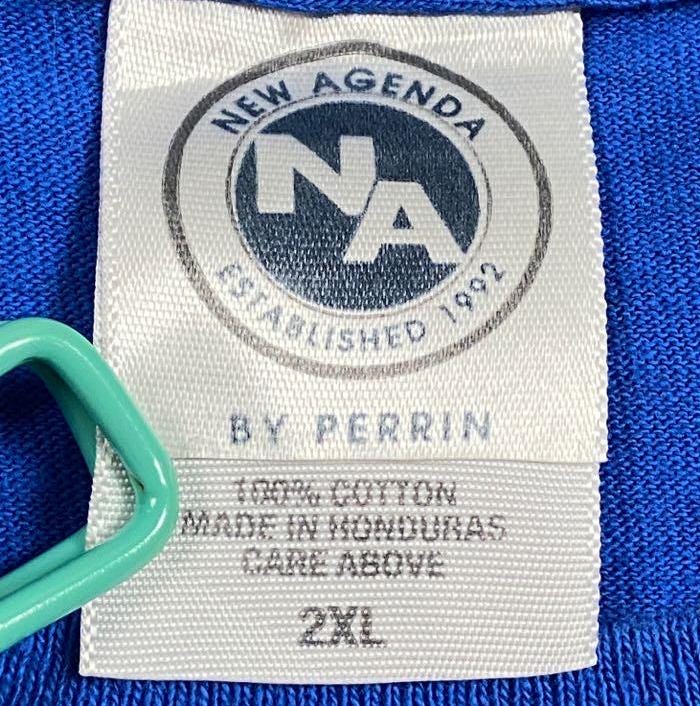 NEW AGENDA
NA
ESTABLISHED 1992
BY PERRIN
100% COTTON
MADE IN HONDURAS
CARE ABOVE
2XL